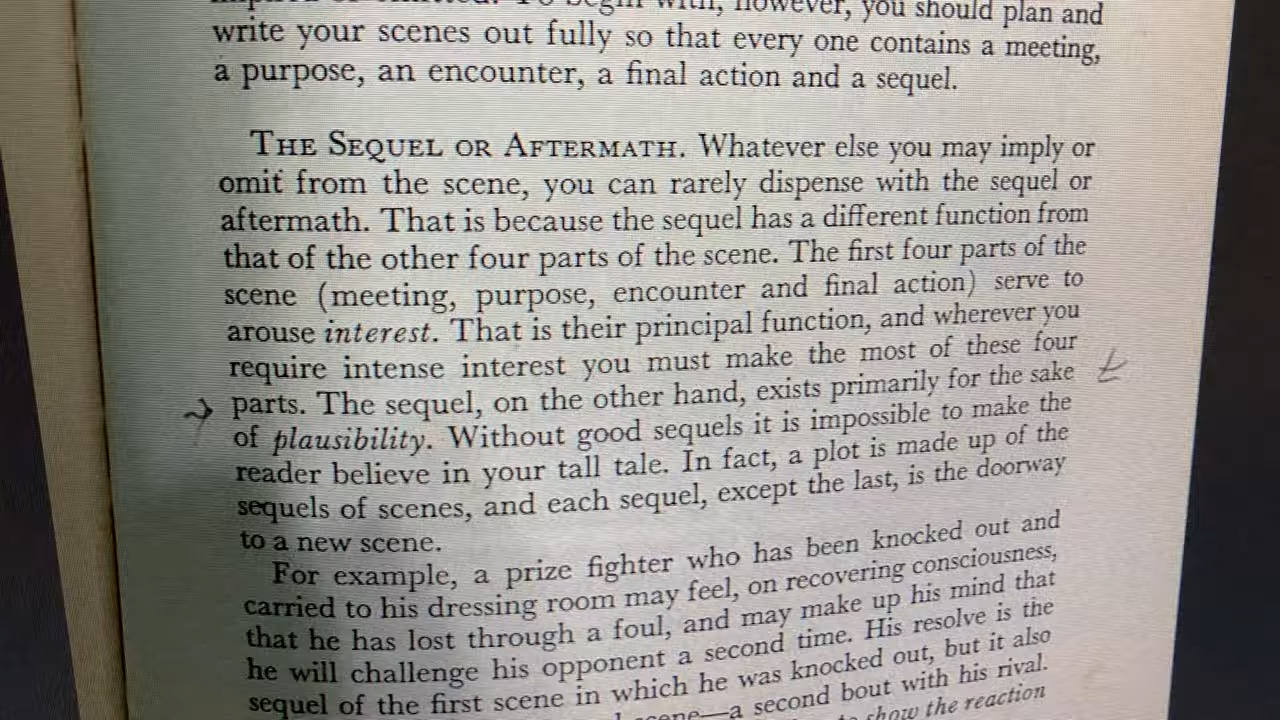 however, you should plan and
write your scenes out fully so that every one contains a meeting,
a purpose, an encounter, a final action and a sequel.
THE SEQUEL OR AFTERMATH. Whatever else you may imply or
omit from the scene, you can rarely dispense with the sequel or
aftermath. That is because the sequel has a different function from
that of the other four parts of the scene. The first four parts of the
scene (meeting, purpose, encounter and final action) serve to
arouse interest. That is their principal function, and wherever you
require intense interest you must make the most of these four
parts. The sequel, on the other hand, exists primarily for the sake
of plausibility. Without good sequels it is impossible to make the
reader believe in your tall tale. In fact, a plot is made up of the
sequels of scenes, and each sequel, except the last, is the doorway
to a new scene.
For example, a prize fighter who has been knocked out and
carried to his dressing room may feel, on recovering consciousness,
that he has lost through a foul, and may make up his mind that
he will challenge his opponent a second time. His resolve is the
sequel of the first scene in which he was knocked out, but it also
scene—a second bout with his rival.
to show the reaction